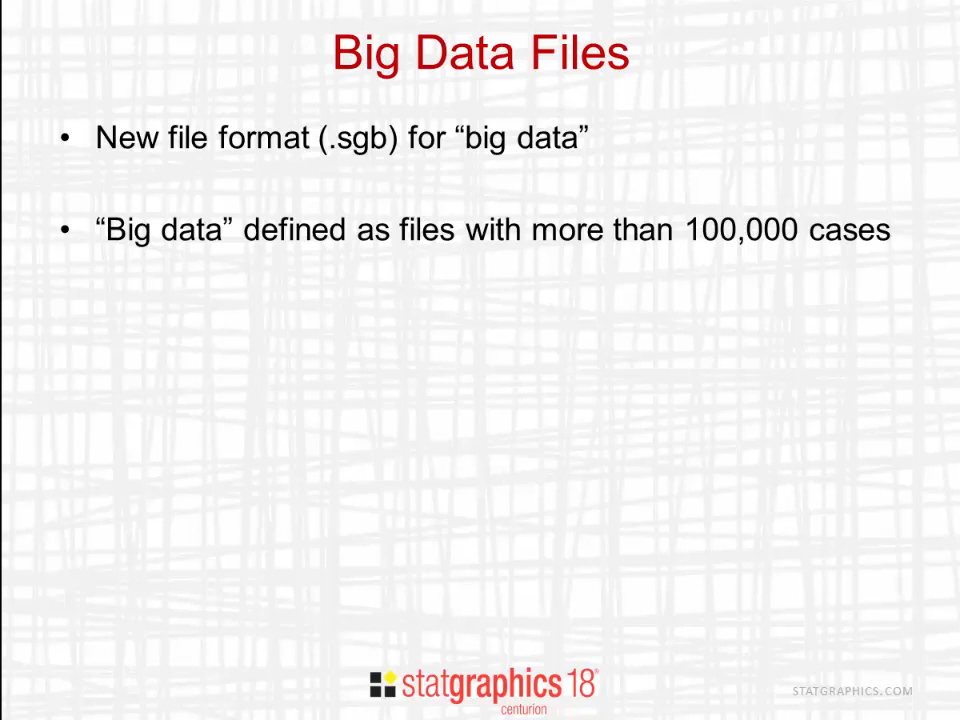 Big Data Files
• New file format (.sgb) for “big data”
• “Big data” defined as files with more than 100,000 cases
statgraphics 18®
centurion
STATGRAPHICS.COM